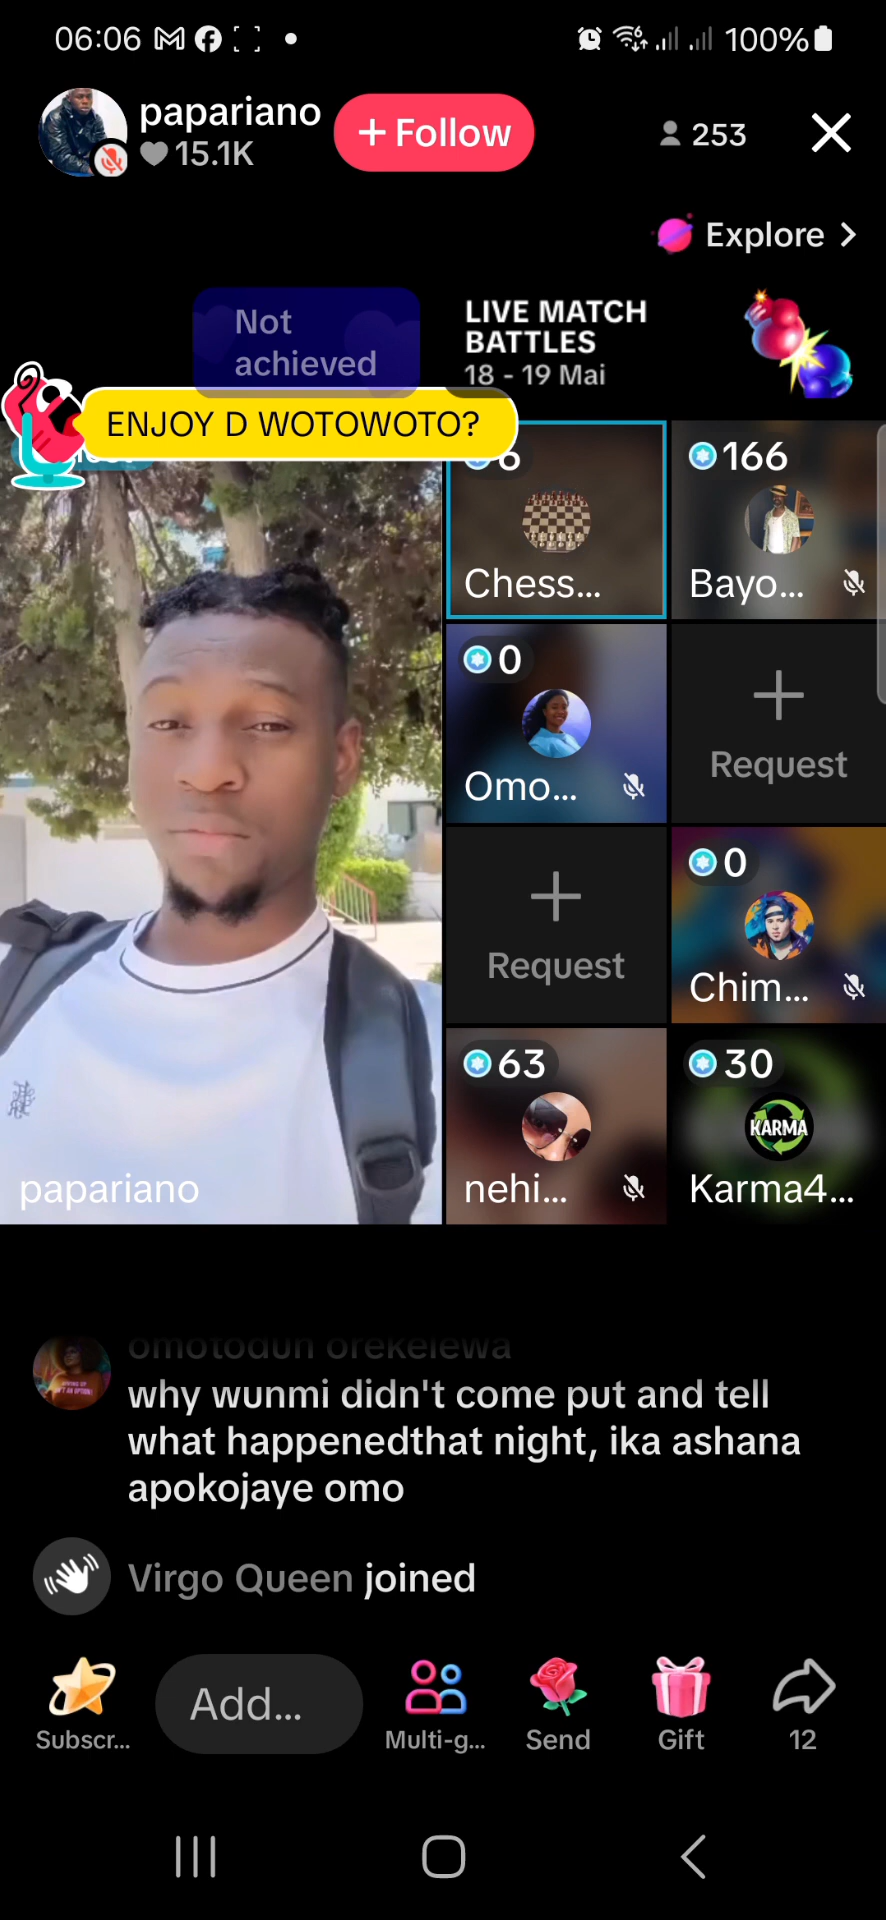 06:06
100%
papariano
15.1K
+ Follow
253
Explore >
Not
achieved
LIVE MATCH
BATTLES
18 - 19 Mai
ENJOY D WOTOWOTO?
6
166
Chess...
Bayo...
0
Omo...
Request
Request
0
Chim...
63
30
KARMA
papariano
nehi...
Karma4...
omotodun orekelewa
why wunmi didn't come put and tell
what happenedthat night, ika ashana
apokojaye omo
Virgo Queen joined
Subscr...
Add...
Multi-g...
Send
Gift
12